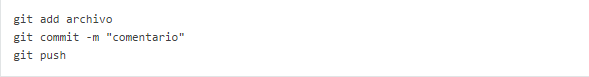 git add archivo
git commit -m "comentario"
git push